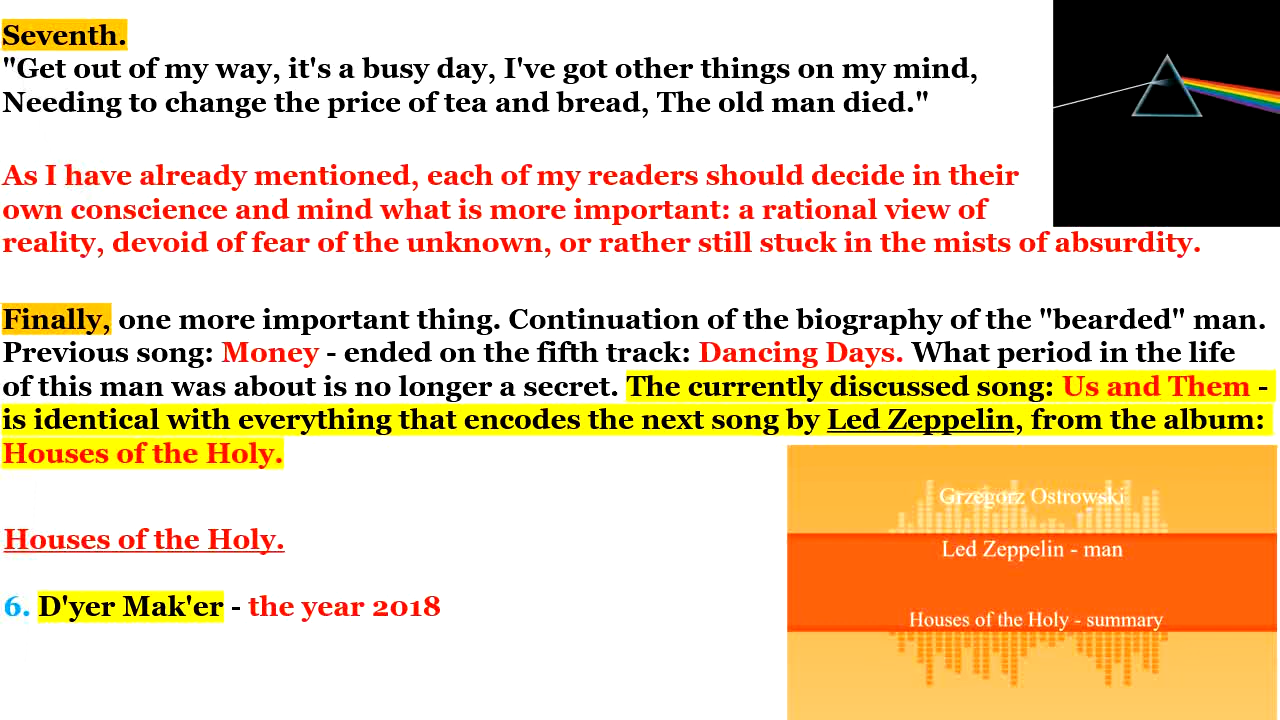 Seventh.
"Get out of my way, it's a busy day, I've got other things on my mind,
Needing to change the price of tea and bread, The old man died."
As I have already mentioned, each of my readers should decide in their
own conscience and mind what is more important: a rational view of
reality, devoid of fear of the unknown, or rather still stuck in the mists of absurdity.
Finally, one more important thing. Continuation of the biography of the "bearded" man.
Previous song: Money - ended on the fifth track: Dancing Days. What period in the life
of this man was about is no longer a secret. The currently discussed song: Us and Them -
is identical with everything that encodes the next song by Led Zeppelin, from the album:
Houses of the Holy.
Houses of the Holy.
6. D'yer Mak'er - the year 2018
Grzegorz Ostrowski
Led Zeppelin - man
Houses of the Holy - summary